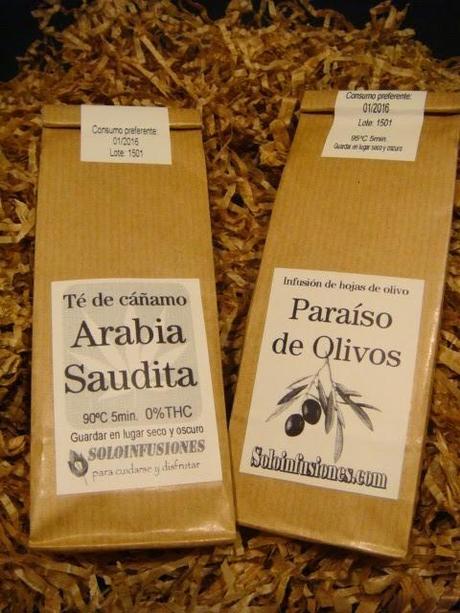 Consumo preferente:
01/2016
Lote: 1501
Té de cáñamo
Arabia
Saudita
90ºC 5min. 0%THC
Guardar en lugar seco y oscuro
SOLOINFUSIONES
para cuidarse y disfrutar
Consumo preferente:
01/2016
Lote: 1501
95ºC 5min.
Guardar en lugar seco y oscuro
Infusión de hojas de olivo
Paraíso
de Olivos
Soloinfusiones.com